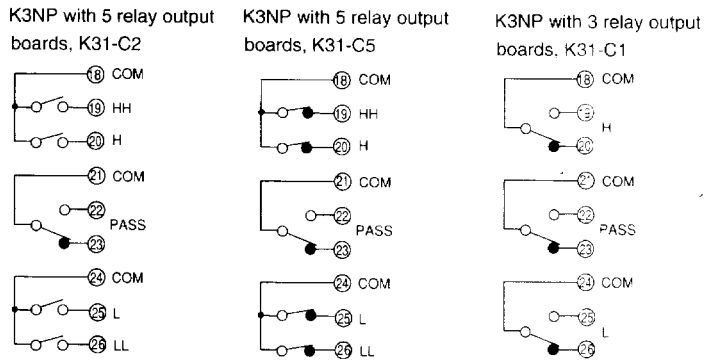 K3NP with 5 relay output
boards, K31-C2
18 COM
19 HH
20 H
21 COM
22
PASS
23
24 COM
25 L
26 LL
K3NP with 5 relay output
boards, K31-C5
18 COM
19 HH
20 H
21 COM
22
PASS
23
24 COM
25 L
26 LL
K3NP with 3 relay output
boards, K31-C1
18 COM
19
H
20
21 COM
22
PASS
23
24 COM
25
L
26